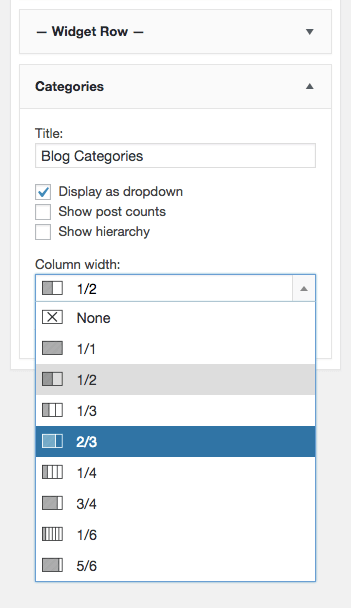 — Widget Row —
Categories
Title:
Blog Categories
Display as dropdown
Show post counts
Show hierarchy
Column width:
1/2
None
1/1
1/2
1/3
2/3
1/4
3/4
1/6
5/6